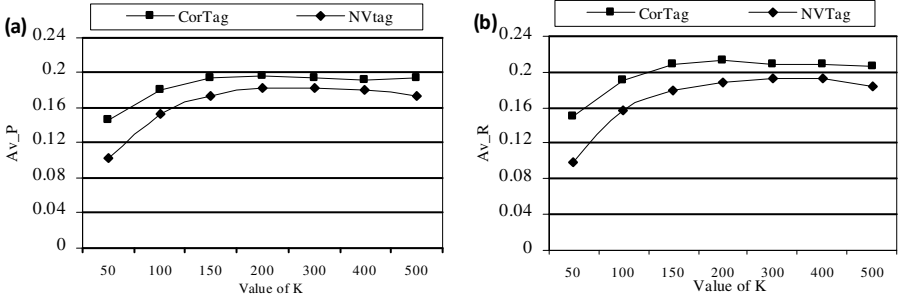 (a)
CorTag NVtag
0.24
0.2
0.16
0.12
0.08
0.04
0
Av_P
50 100 150 200 300 400 500
Value of K
(b)
CorTag NVTag
0.24
0.2
0.16
0.12
0.08
0.04
0
Av_R
50 100 150 200 300 400 500
Value of K